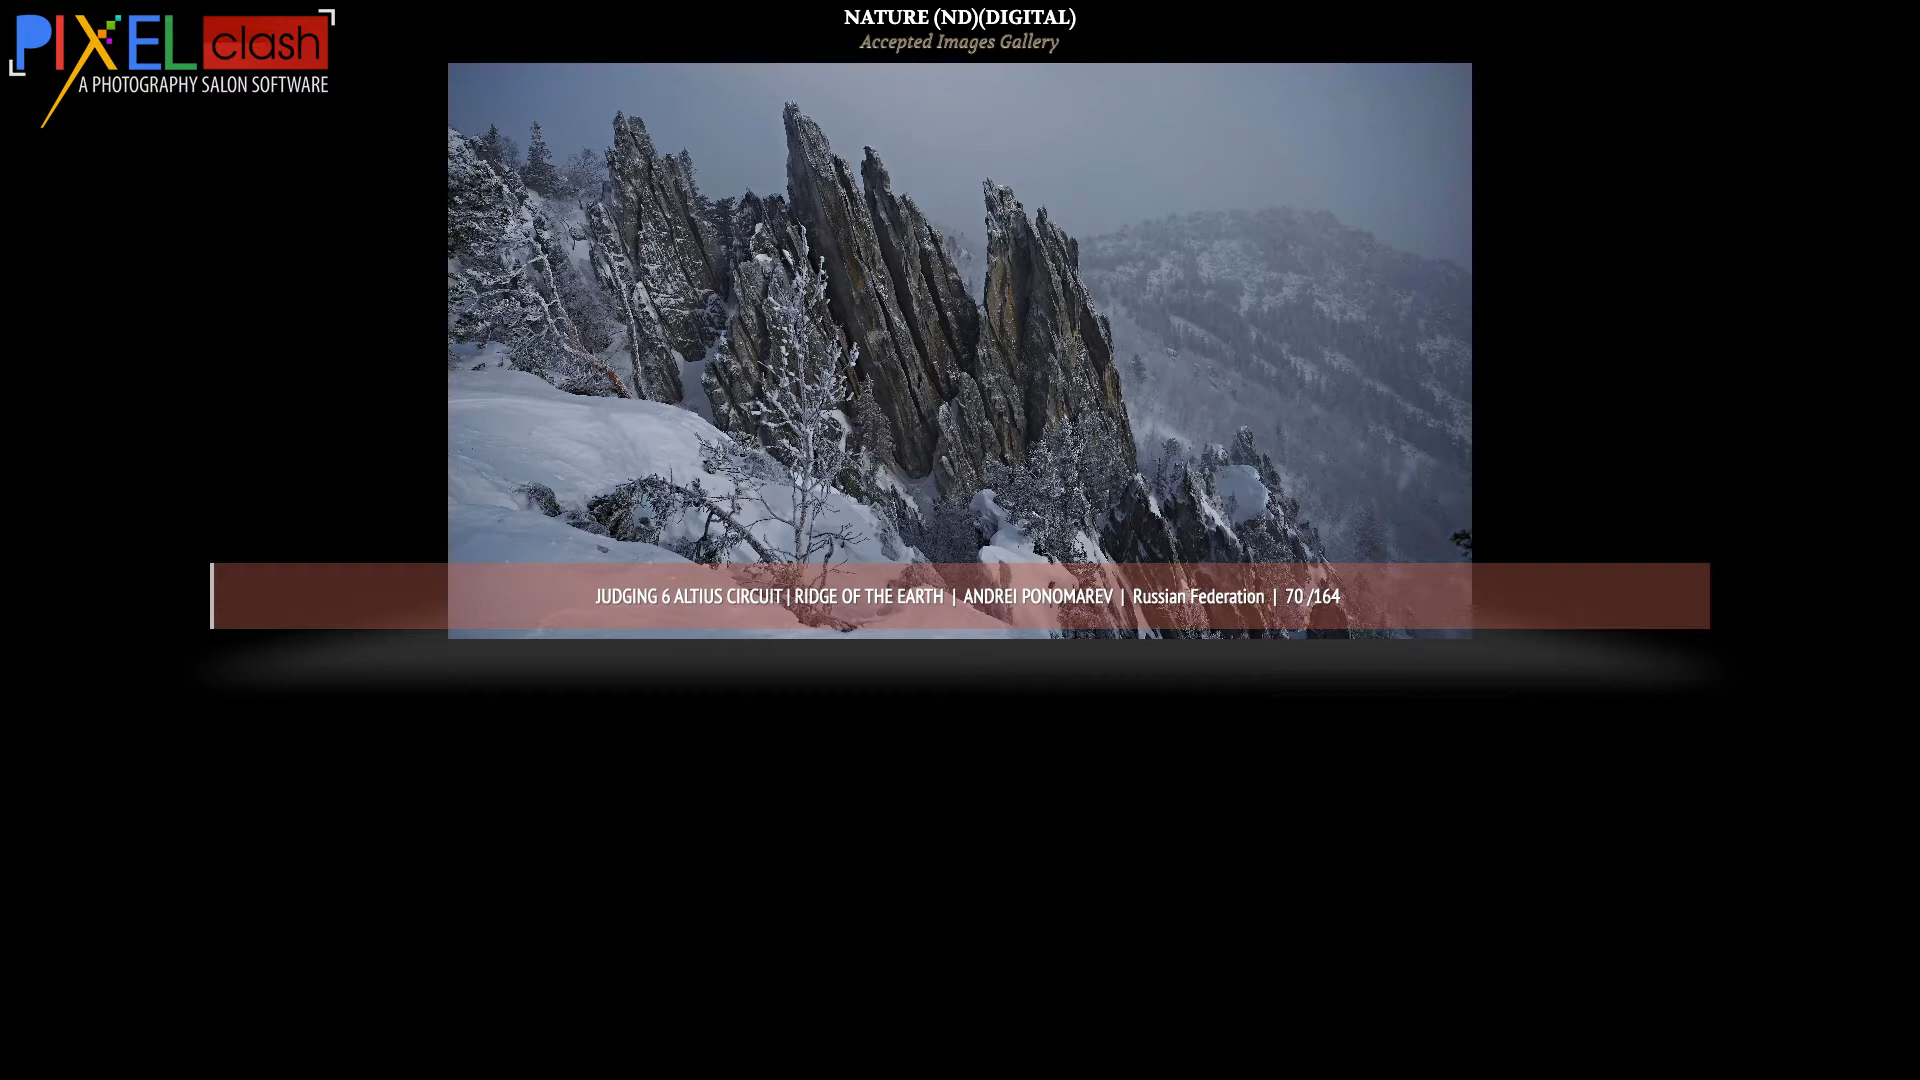 PIXEL clash
A PHOTOGRAPHY SALON SOFTWARE
NATURE (ND)(DIGITAL)
Accepted Images Gallery
JUDGING 6 ALTIUS CIRCUIT | RIDGE OF THE EARTH | ANDREI PONOMAREV | Russian Federation | 70 /164